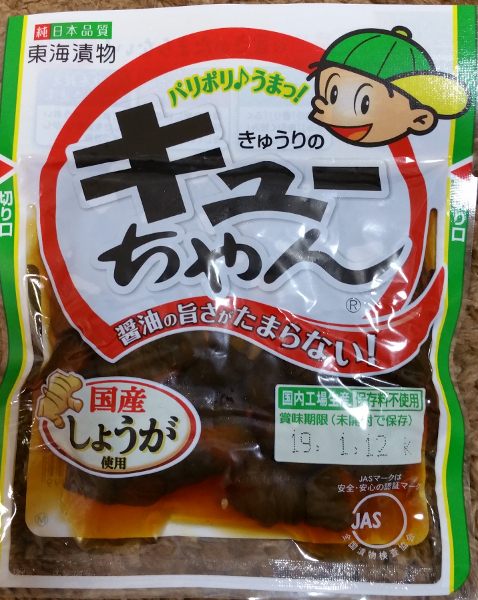 純日本品質
東海漬物
パリポリ♪うまっ!
きゅうりの
キュー
ちゃん
®
醤油の旨さがたまらない!
切り口
切り口
国産
しょうが
使用
国内工場生産 保存料不使用
賞味期限(未開封で保存)
19. 1.12 K
JASマークは
安全・安心の認証マーク
JAS
全国漬物検査協会